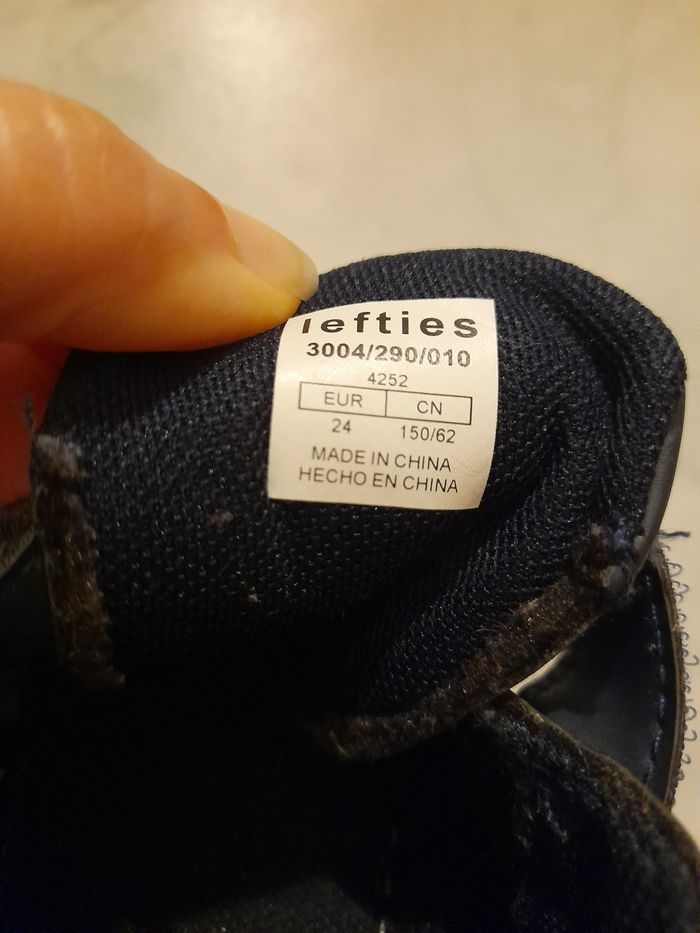 lefties
3004/290/010
4252
EUR CN
24 150/62
MADE IN CHINA
HECHO EN CHINA